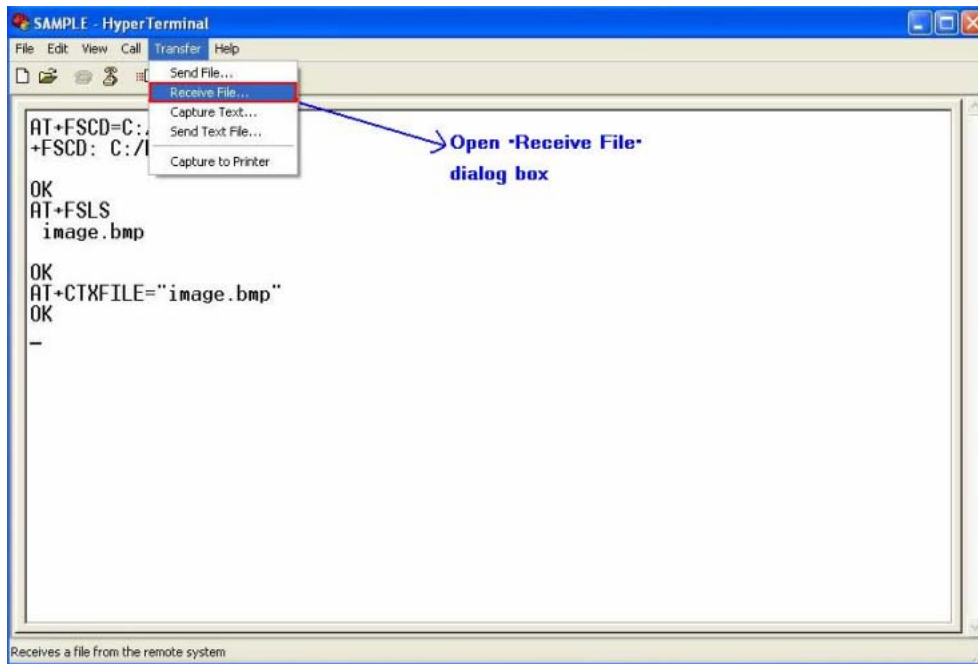 SAMPLE - HyperTerminal
File Edit View Call Transfer Help
Send File...
Receive File...
Capture Text...
Send Text File...
Capture to Printer
AT+FSCD=C:
+FSCD: C:/
OK
AT+FSLS
image.bmp
OK
AT+CTXFILE="image.bmp"
OK
Open -Receive File-
dialog box
Receives a file from the remote system